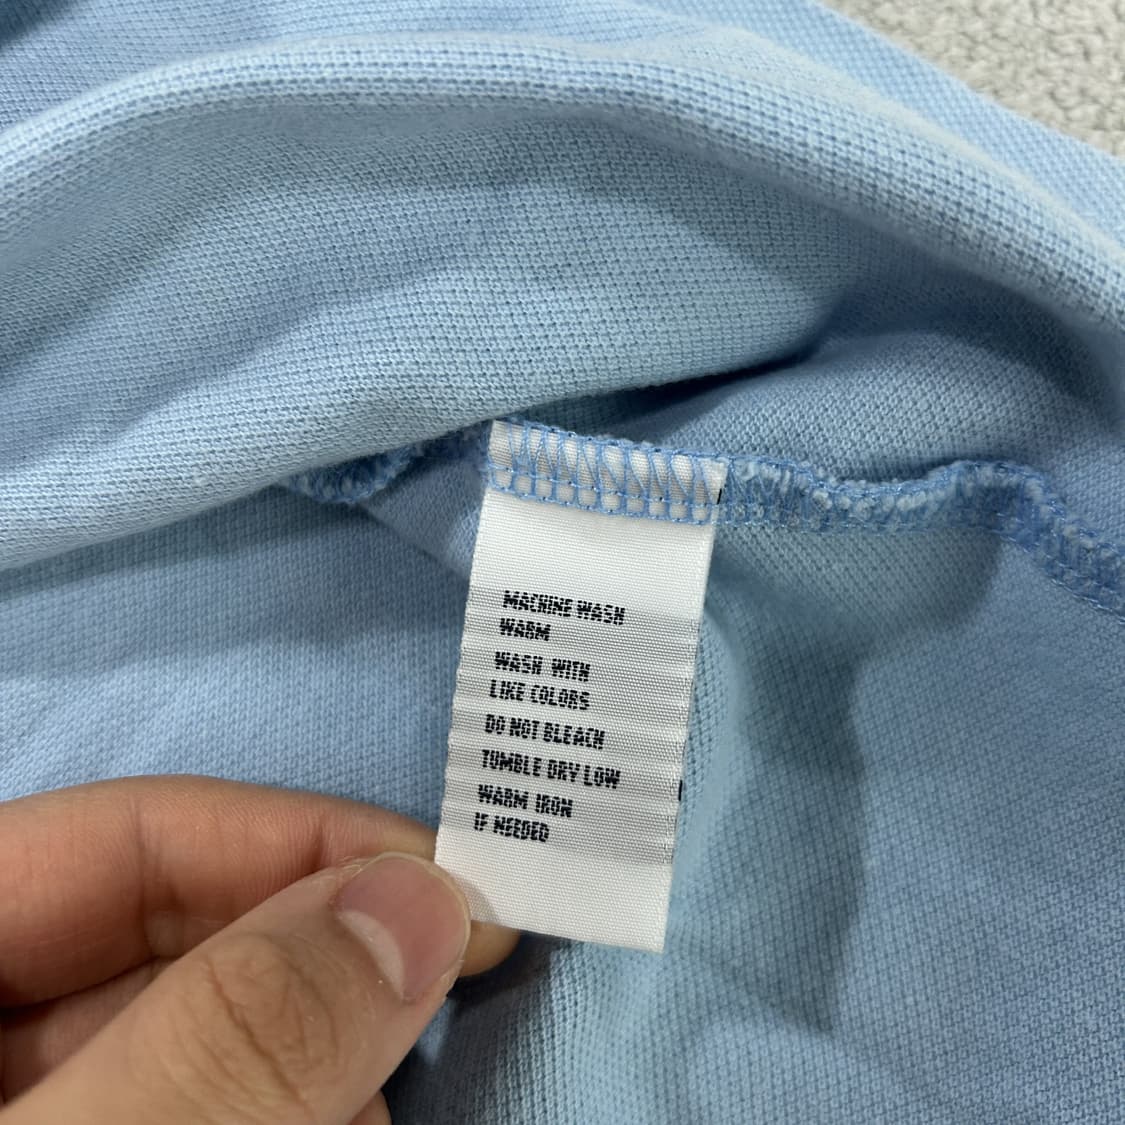 MACHINE WASH
WARM
WASH WITH
LIKE COLORS
DO NOT BLEACH
TUMBLE DRY LOW
WARM IRON
IF NEEDED